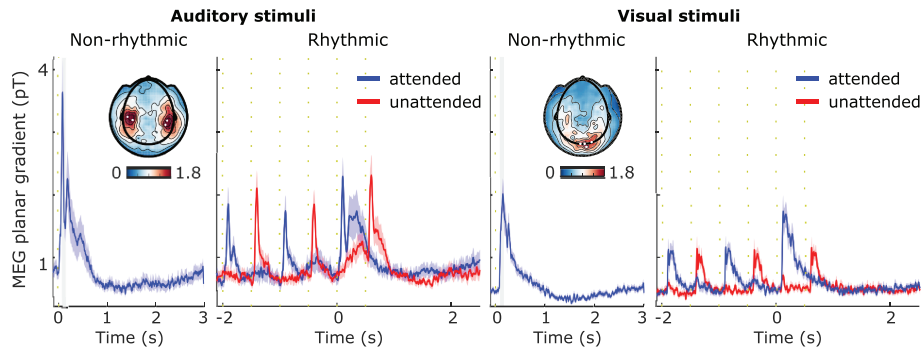 Auditory stimuli
Visual stimuli
Non-rhythmic
Rhythmic
Non-rhythmic
Rhythmic
MEG planar gradient (pT)
4
1
attended
unattended
attended
unattended
0 1.8
0 1.8
0 1 2 3
-2 0 2
0 1 2 3
-2 0 2
Time (s)
Time (s)
Time (s)
Time (s)